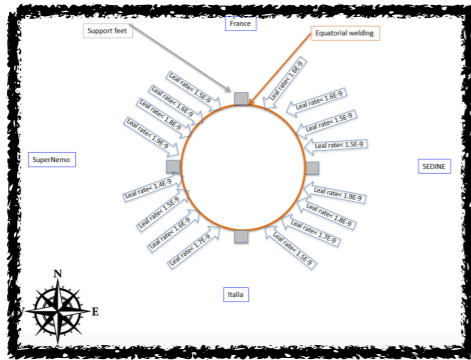 France
Support feet
Equatorial welding
Leal rate< 1.6E-9
Leal rate< 1.5E-9
Leal rate< 1.6E-9
Leal rate< 1.6E-9
Leal rate< 1.8E-9
Leal rate< 1.5E-9
Leal rate< 1.9E-9
Leal rate< 1.5E-9
SuperNemo
SEDINE
Leal rate< 1.4E-9
Leal rate< 1.9E-9
Leal rate< 1.5E-9
Leal rate< 1.8E-9
Leal rate< 1.6E-9
Leal rate< 1.7E-9
Leal rate< 1.7E-9
Leal rate< 1.5E-9
Italia
N
E